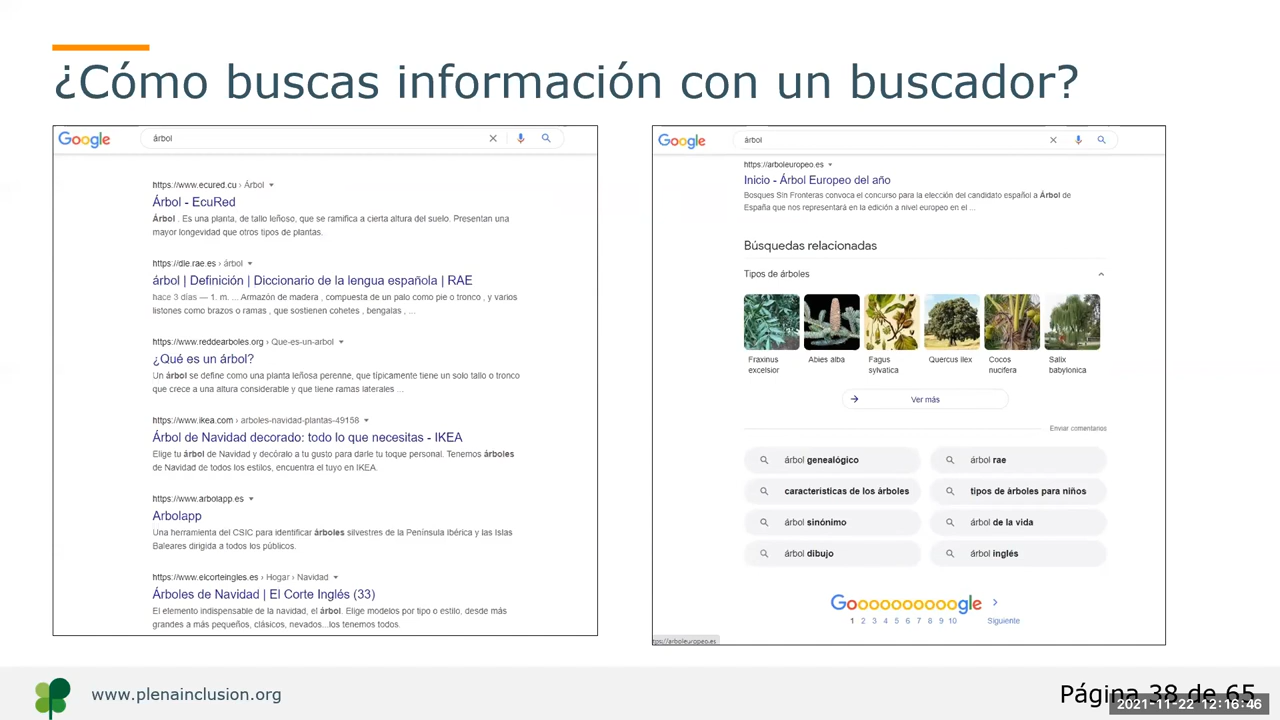 ¿Cómo buscas información con un buscador?
Google
árbol
https://www.ecured.cu › Árbol
Árbol - EcuRed
Árbol . Es una planta, de tallo leñoso, que se ramifica a cierta altura del suelo. Presentan una
mayor longevidad que otros tipos de plantas.
https://dle.rae.es › árbol
árbol | Definición | Diccionario de la lengua española | RAE
hace 3 días — 1. m. ... Armazón de madera , compuesta de un palo como pie o tronco , y varios
listones como brazos o ramas , que sostienen cohetes , bengalas , ...
https://www.reddearboles.org › Que-es-un-arbol
¿Qué es un árbol?
Un árbol se define como una planta leñosa perenne, que típicamente tiene un solo tallo o tronco
que crece a una altura considerable y que tiene ramas laterales ...
https://www.ikea.com › arboles-navidad-plantas-49158
Árbol de Navidad decorado: todo lo que necesitas - IKEA
Elige tu árbol de Navidad y decóralo a tu gusto para darle tu toque personal. Tenemos árboles
de Navidad de todos los estilos, encuentra el tuyo en IKEA.
https://www.arbolapp.es
Arbolapp
Una herramienta del CSIC para identificar árboles silvestres de la Península Ibérica y las Islas
Baleares dirigida a todos los públicos.
https://www.elcorteingles.es › Hogar › Navidad
Árboles de Navidad | El Corte Inglés (33)
El elemento indispensable de la navidad, el árbol. Elige modelos por tipo o estilo, desde más
grandes a más pequeños, clásicos, nevados...los tenemos todos.
Google
árbol
https://arboleuropeo.es
Inicio - Árbol Europeo del año
Bosques Sin Fronteras convoca el concurso para la elección del candidato español a Árbol de
España que nos representará en la edición a nivel europeo en el ...
Búsquedas relacionadas
Tipos de árboles
Fraxinus excelsior
Abies alba
Fagus sylvatica
Quercus ilex
Cocos nucifera
Salix babylonica
Ver más
Enviar comentarios
árbol genealógico
árbol rae
características de los árboles
tipos de árboles para niños
árbol sinónimo
árbol de la vida
árbol dibujo
árbol inglés
Goooooooooogle
1 2 3 4 5 6 7 8 9 10 Siguiente
tps://arboleuropeo.es
www.plenainclusion.org
Página 38 de 65
2021-11-22 12:16:46